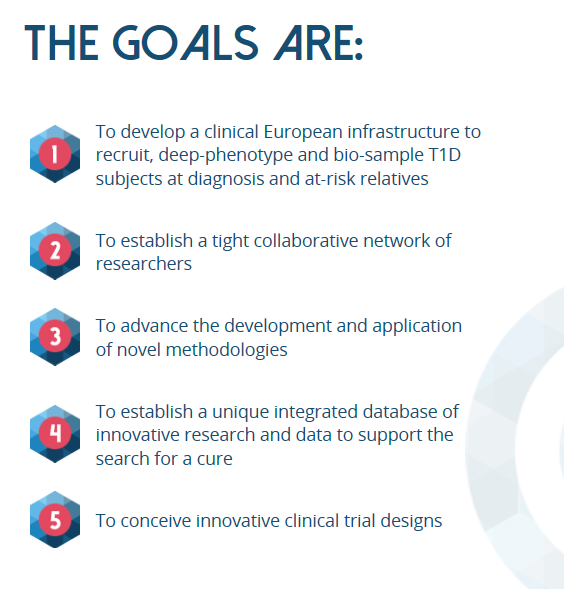 THE GOALS ARE:
1
To develop a clinical European infrastructure to
recruit, deep-phenotype and bio-sample T1D
subjects at diagnosis and at-risk relatives
2
To establish a tight collaborative network of
researchers
3
To advance the development and application
of novel methodologies
4
To establish a unique integrated database of
innovative research and data to support the
search for a cure
5
To conceive innovative clinical trial designs